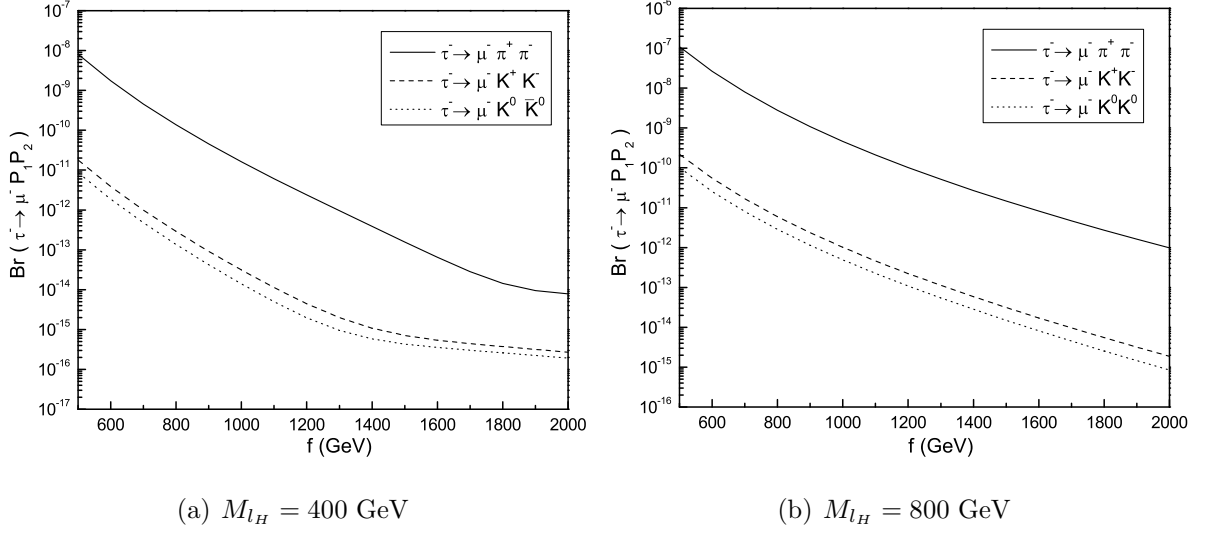 10⁻⁷
10⁻⁸
10⁻⁹
10⁻¹⁰
10⁻¹¹
10⁻¹²
10⁻¹³
10⁻¹⁴
10⁻¹⁵
10⁻¹⁶
10⁻¹⁷
Br ( τ⁻→ μ⁻ P₁P₂ )
τ⁻→ μ⁻ π⁺ π⁻
τ⁻→ μ⁻ K⁺ K⁻
τ⁻→ μ⁻ K⁰ K̅⁰
600 800 1000 1200 1400 1600 1800 2000
f (GeV)
(a) M_{l_H} = 400 GeV
10⁻⁶
10⁻⁷
10⁻⁸
10⁻⁹
10⁻¹⁰
10⁻¹¹
10⁻¹²
10⁻¹³
10⁻¹⁴
10⁻¹⁵
10⁻¹⁶
Br ( τ⁻→ μ⁻ P₁P₂ )
τ⁻→ μ⁻ π⁺ π⁻
τ⁻→ μ⁻ K⁺K⁻
τ⁻→ μ⁻ K⁰K⁰
600 800 1000 1200 1400 1600 1800 2000
f (GeV)
(b) M_{l_H} = 800 GeV